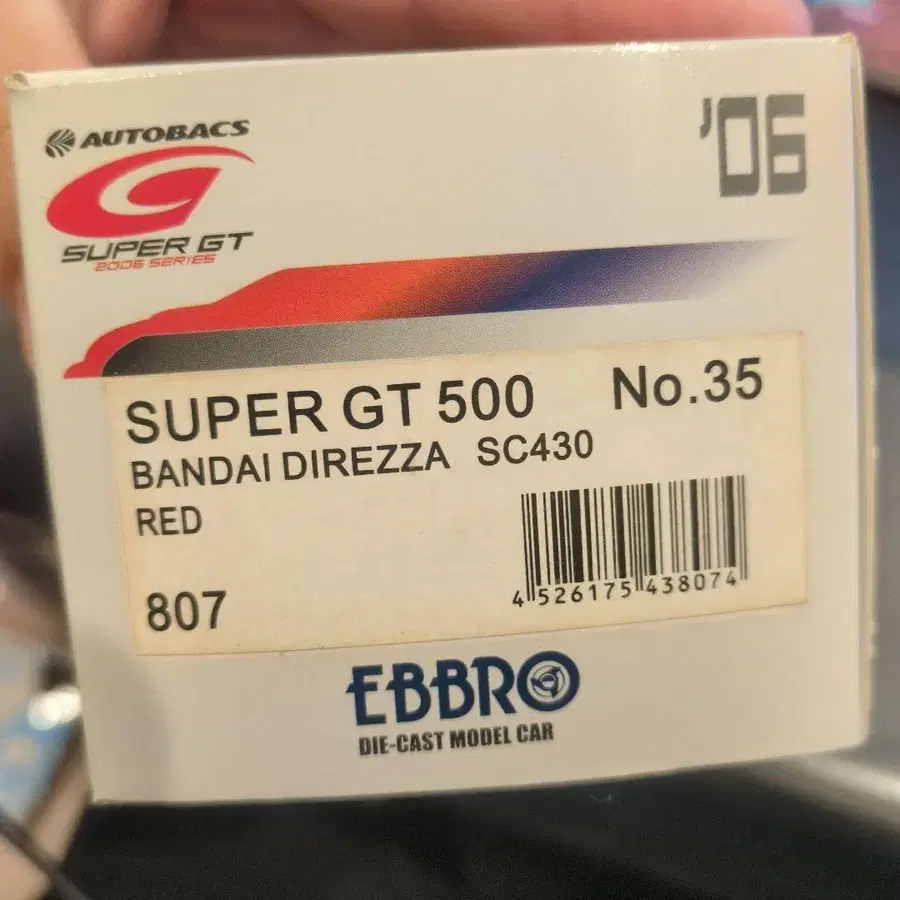 AUTOBACS
'06
SUPER GT
2006 SERIES
SUPER GT 500 No.35
BANDAI DIREZZA SC430
RED
807
4 526175 438074
EBBRO
DIE-CAST MODEL CAR